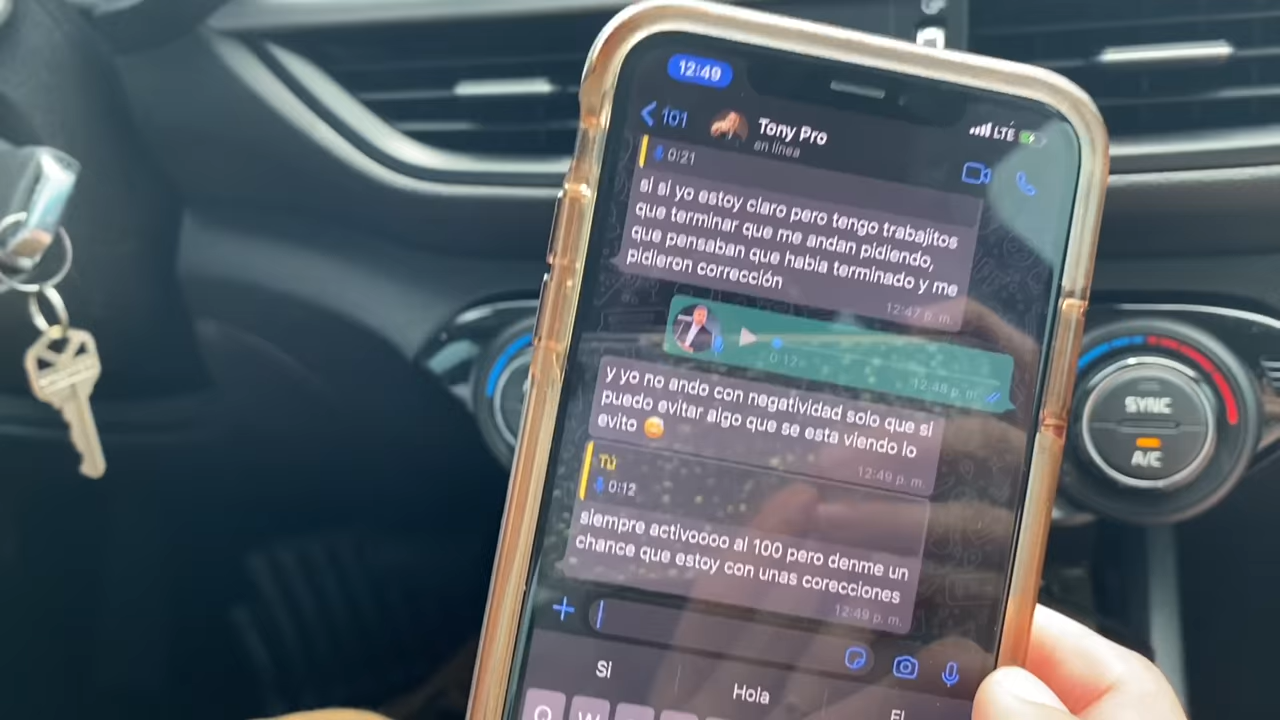 12:49
101
Tony Pro
en línea
LTE
0:21
si si yo estoy claro pero tengo trabajitos
que terminar que me andan pidiendo,
que pensaban que habia terminado y me
pidieron corrección
12:47 p. m.
0:12
12:48 p. m.
y yo no ando con negatividad solo que si
puedo evitar algo que se esta viendo lo
evito 😅
12:49 p. m.
Tú
0:12
siempre activoooo al 100 pero denme un
chance que estoy con unas corecciones
12:49 p. m.
Si
Hola
El
Q W
SYNC
A/C